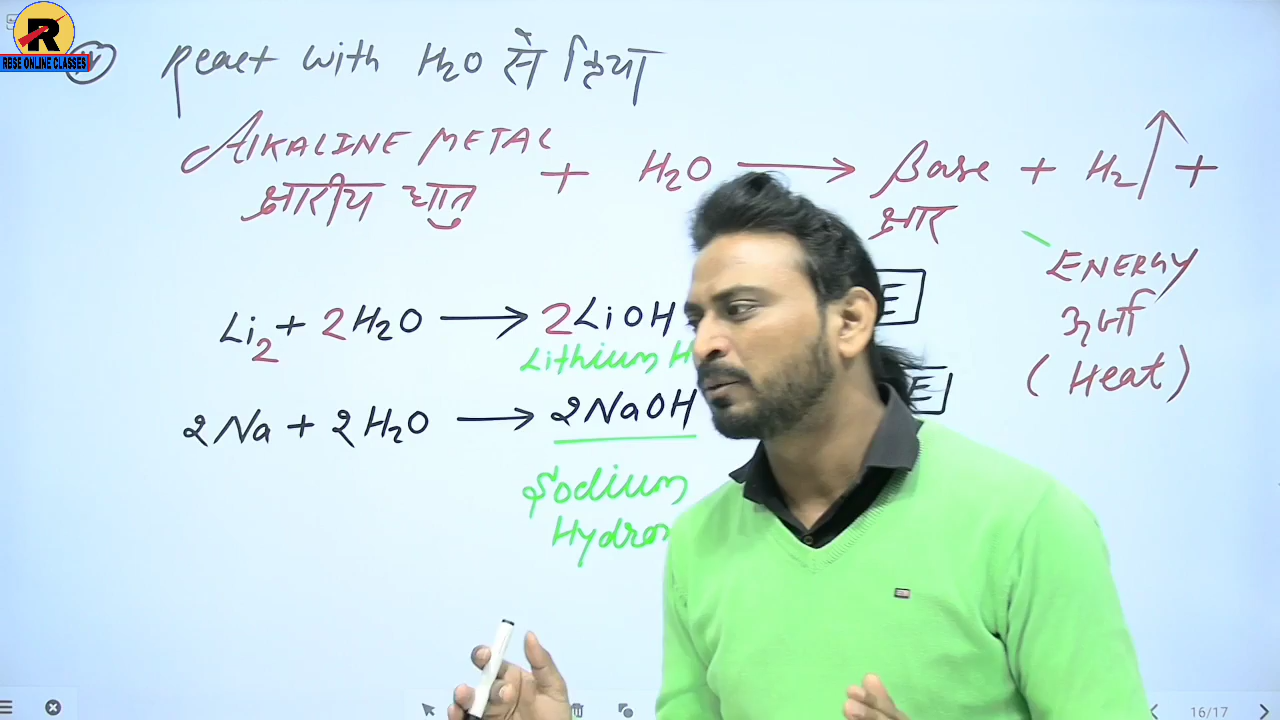 R
RBSE ONLINE CLASSES
React with H2O से क्रिया
ALKALINE METAL + H2O → Base + H2↑ +
क्षारीय धातु क्षार
ENERGY
ऊर्जा
(Heat)
Li2 + 2H2O → 2LiOH E
Lithium H
2Na + 2H2O → 2NaOH E
Sodium
16/17